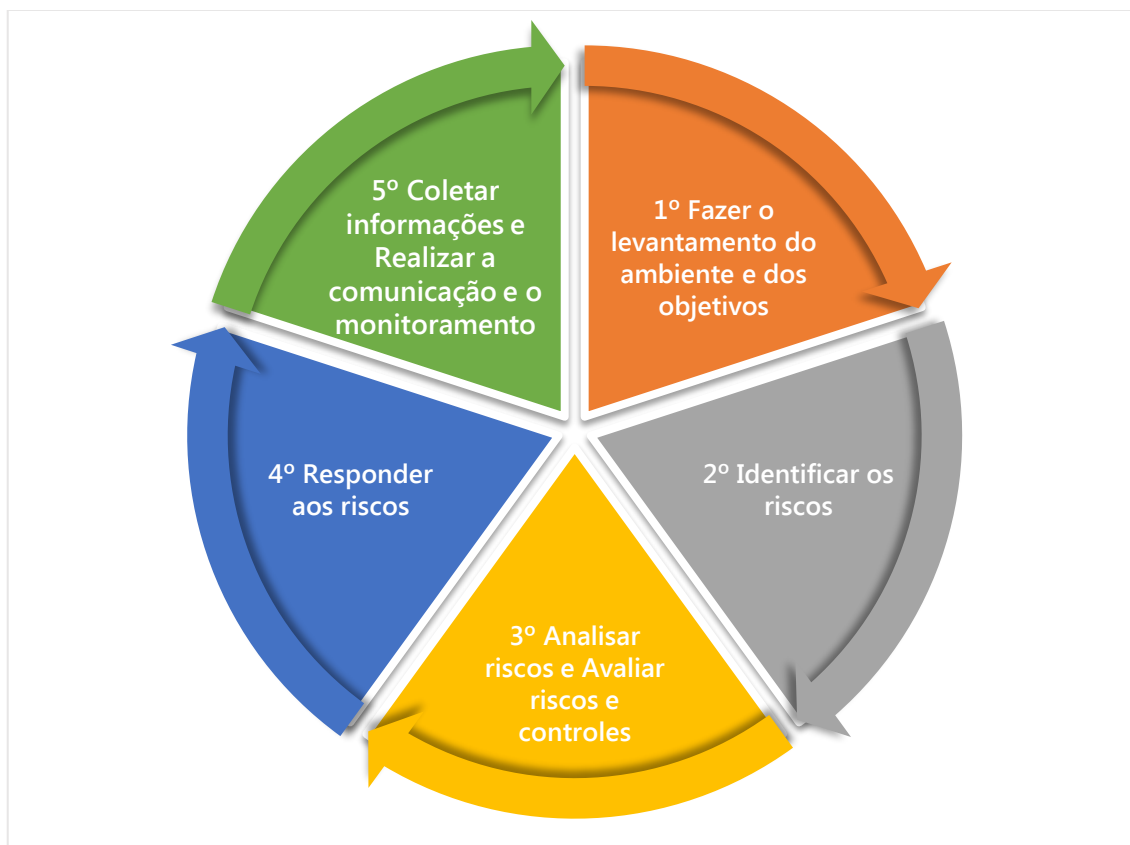 1º Fazer o
levantamento do
ambiente e dos
objetivos
2º Identificar os
riscos
3º Analisar
riscos e Avaliar
riscos e
controles
4º Responder
aos riscos
5º Coletar
informações e
Realizar a
comunicação e o
monitoramento